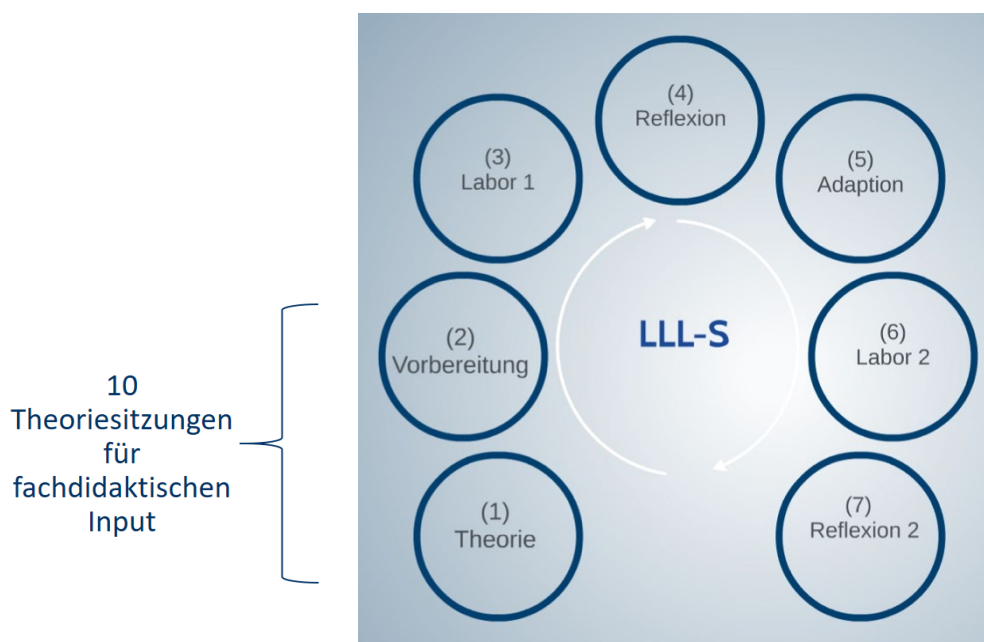 10
Theoriesitzungen
für
fachdidaktischen
Input
(1)
Theorie
(2)
Vorbereitung
(3)
Labor 1
(4)
Reflexion
(5)
Adaption
(6)
Labor 2
(7)
Reflexion 2
LLL-S